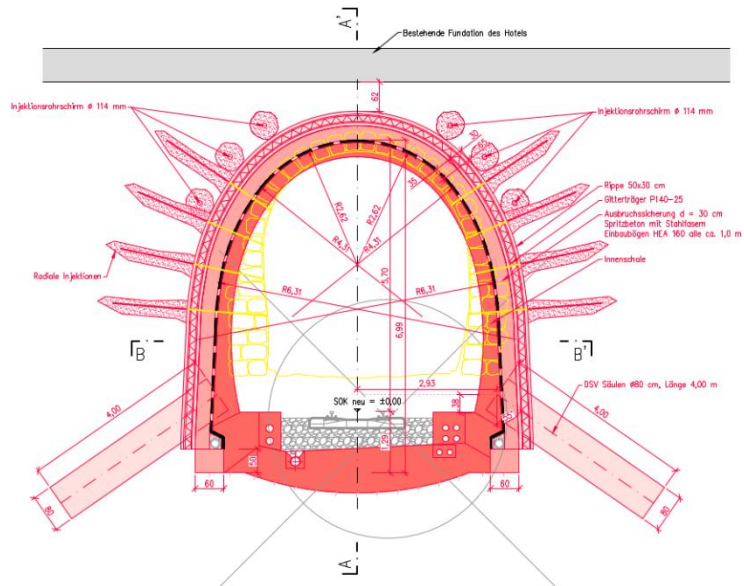 A'
Bestehende Fundation des Hotels
62
Injektionsrohrschirm ø 114 mm
Injektionsrohrschirm ø 114 mm
30
35
R2,62
R2,62
Rippe 50x30 cm
Gitterträger P140-25
Ausbruchssicherung d = 30 cm
Spritzbeton mit Stahlfasern
Einbaubögen HEA 160 alle ca. 1,0 m
R4,31
R4,31
Innenschale
Radiale Injektionen
5,70
R6,31
R6,31
6,99
B
B'
2,93
DSV Säulen ø80 cm, Länge 4,00 m
SOK neu = ±0,00
38
4,00
4,00
1,29
50
60
60
80
80
A